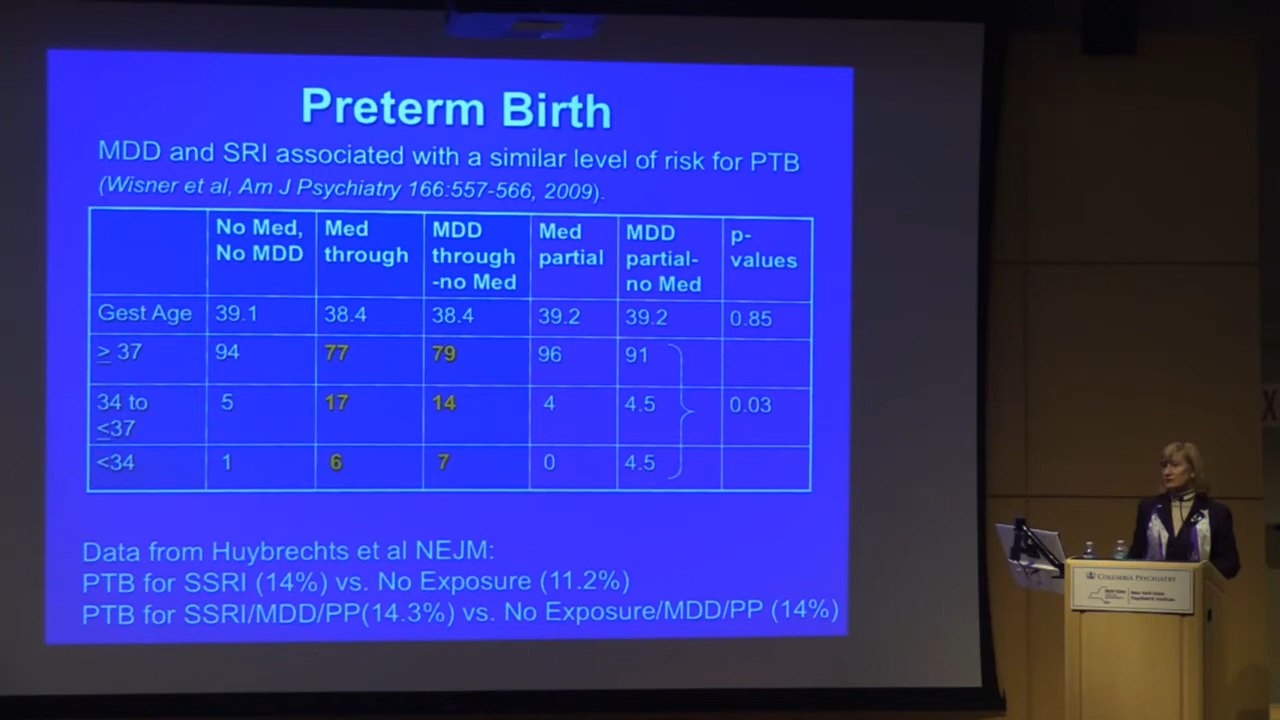 Preterm Birth
MDD and SRI associated with a similar level of risk for PTB
(Wisner et al, Am J Psychiatry 166:557-566, 2009).
No Med, No MDD | Med through | MDD through -no Med | Med partial | MDD partial- no Med | p- values
Gest Age 39.1 38.4 38.4 39.2 39.2 0.85
≥ 37 94 77 79 96 91
34 to ≤37 5 17 14 4 4.5 0.03
<34 1 6 7 0 4.5
Data from Huybrechts et al NEJM:
PTB for SSRI (14%) vs. No Exposure (11.2%)
PTB for SSRI/MDD/PP(14.3%) vs. No Exposure/MDD/PP (14%)
COLUMBIA PSYCHIATRY
New York State
Psychiatric Institute